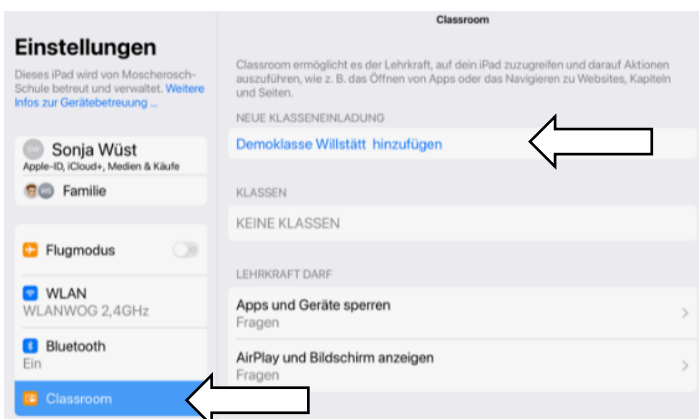 Classroom
Einstellungen
Dieses iPad wird von Moscherosch-
Schule betreut und verwaltet. Weitere
Infos zur Gerätebetreuung ...
SW
Sonja Wüst
Apple-ID, iCloud+, Medien & Käufe
Familie
Flugmodus
WLAN
WLANWOG 2,4GHz
Bluetooth
Ein
Classroom
Classroom ermöglicht es der Lehrkraft, auf dein iPad zuzugreifen und darauf Aktionen
auszuführen, wie z. B. das Öffnen von Apps oder das Navigieren zu Websites, Kapiteln
und Seiten.
NEUE KLASSENEINLADUNG
Demoklasse Willstätt hinzufügen
KLASSEN
KEINE KLASSEN
LEHRKRAFT DARF
Apps und Geräte sperren
Fragen
AirPlay und Bildschirm anzeigen
Fragen